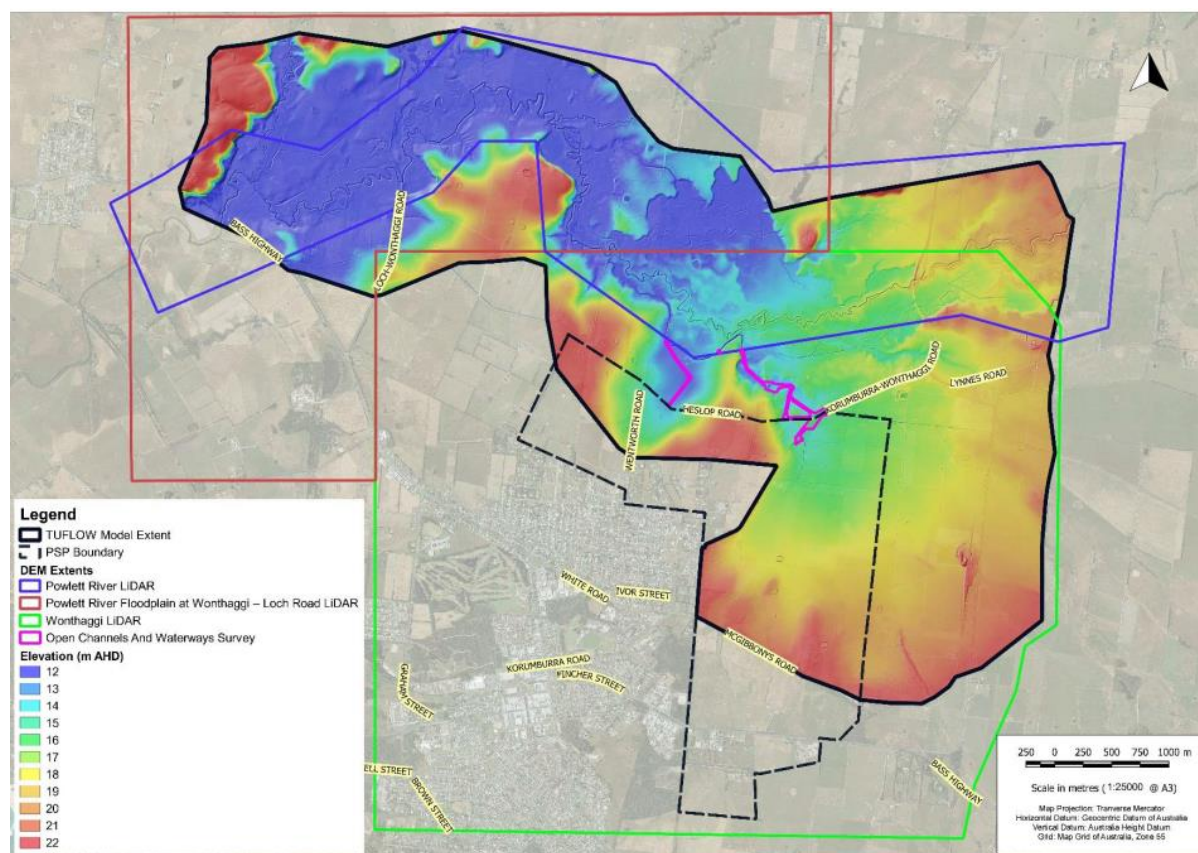 BASS HIGHWAY
LOCH-WONTHAGGI ROAD
KORUMBURRA-WONTHAGGI ROAD
LYNNES ROAD
HESLOP ROAD
WENTWORTH ROAD
WHITE ROAD
IVOR STREET
MCGIBBONYS ROAD
KORUMBURRA ROAD
FINCHER STREET
GRAHAM STREET
ELL STREET
BROWN STREET
BASS HIGHWAY
Legend
TUFLOW Model Extent
PSP Boundary
DEM Extents
Powlett River LiDAR
Powlett River Floodplain at Wonthaggi – Loch Road LiDAR
Wonthaggi LiDAR
Open Channels And Waterways Survey
Elevation (m AHD)
12
13
14
15
16
17
18
19
20
21
22
250 0 250 500 750 1000 m
Scale in metres (1:25000 @ A3)
Map Projection: Tranverse Mercator
Horizontal Datum: Geocentric Datum of Australia
Vertical Datum: Australia Height Datum
Grid: Map Grid of Australia, Zone 55